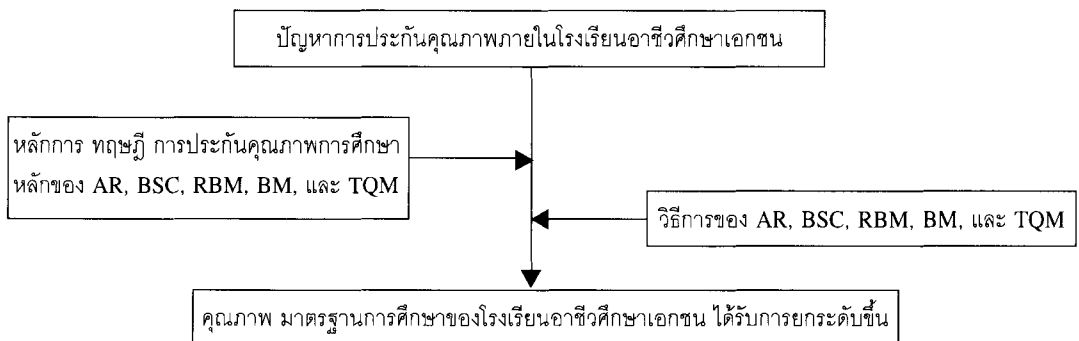 ปัญหาการประกันคุณภาพภายในโรงเรียนอาชีวศึกษาเอกชน
หลักการ ทฤษฎี การประกันคุณภาพการศึกษา
หลักของ AR, BSC, RBM, BM, และ TQM
วิธีการของ AR, BSC, RBM, BM, และ TQM
คุณภาพ มาตรฐานการศึกษาของโรงเรียนอาชีวศึกษาเอกชน ได้รับการยกระดับขึ้น